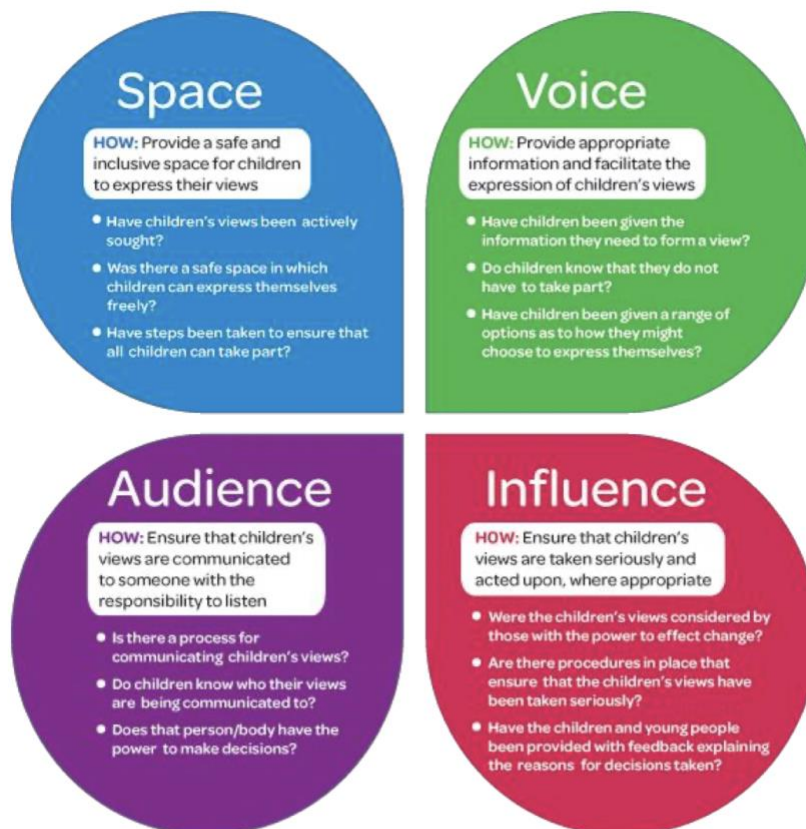 Space
HOW: Provide a safe and
inclusive space for children
to express their views
• Have children's views been actively
sought?
• Was there a safe space in which
children can express themselves
freely?
• Have steps been taken to ensure that
all children can take part?
Voice
HOW: Provide appropriate
information and facilitate the
expression of children's views
• Have children been given the
information they need to form a view?
• Do children know that they do not
have to take part?
• Have children been given a range of
options as to how they might
choose to express themselves?
Audience
HOW: Ensure that children's
views are communicated
to someone with the
responsibility to listen
• Is there a process for
communicating children's views?
• Do children know who their views
are being communicated to?
• Does that person/body have the
power to make decisions?
Influence
HOW: Ensure that children's
views are taken seriously and
acted upon, where appropriate
• Were the children's views considered by
those with the power to effect change?
• Are there procedures in place that
ensure that the children's views have
been taken seriously?
• Have the children and young people
been provided with feedback explaining
the reasons for decisions taken?